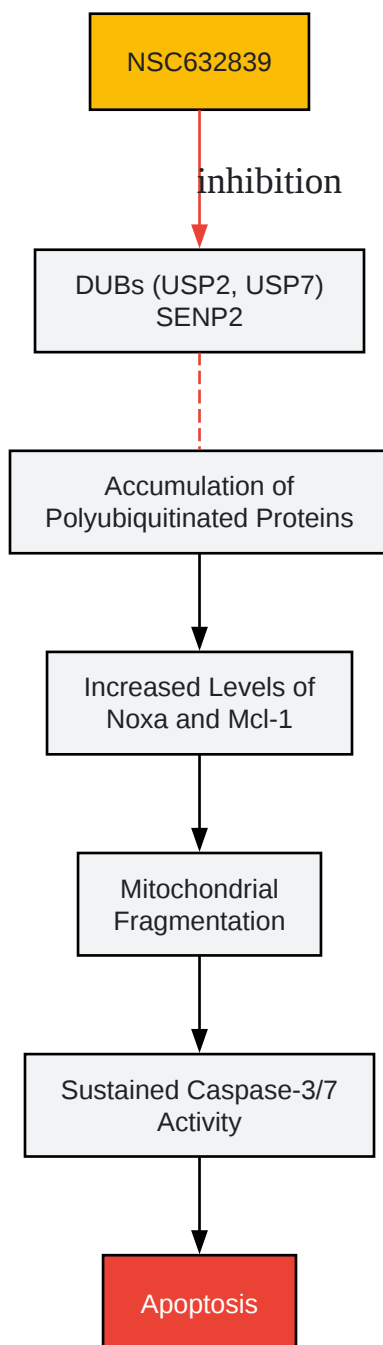 NSC632839
inhibition
DUBs (USP2, USP7)
SENP2
Accumulation of
Polyubiquitinated Proteins
Increased Levels of
Noxa and Mcl-1
Mitochondrial
Fragmentation
Sustained Caspase-3/7
Activity
Apoptosis